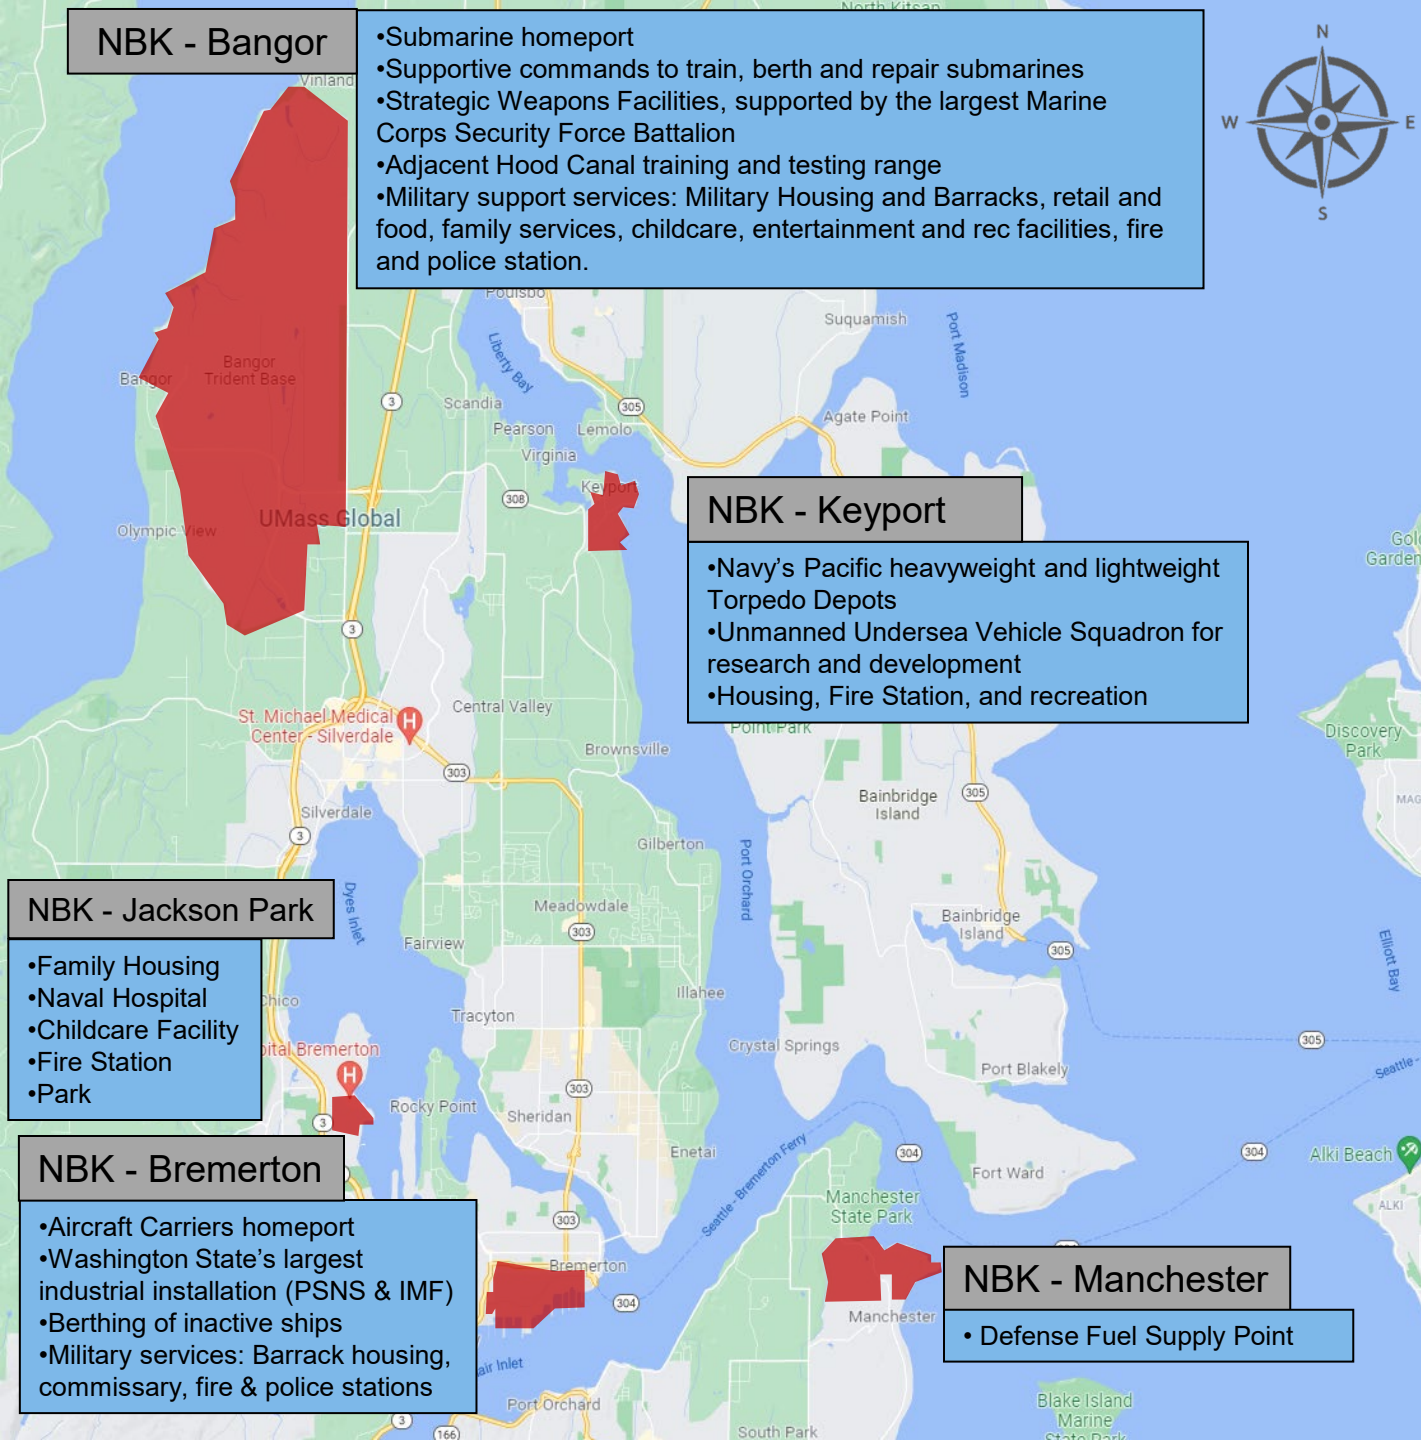 North Kitsap
NBK - Bangor
•Submarine homeport
•Supportive commands to train, berth and repair submarines
•Strategic Weapons Facilities, supported by the largest Marine
Corps Security Force Battalion
•Adjacent Hood Canal training and testing range
•Military support services: Military Housing and Barracks, retail and
food, family services, childcare, entertainment and rec facilities, fire
and police station.
N
W
E
S
Vinland
Poulsbo
Suquamish
Port Madison
Liberty Bay
Bangor
Trident Base
Bangor
3
Scandia
305
Agate Point
Pearson
Lemolo
Virginia
Keyport
308
UMass Global
Olympic View
NBK - Keyport
•Navy's Pacific heavyweight and lightweight
Torpedo Depots
•Unmanned Undersea Vehicle Squadron for
research and development
•Housing, Fire Station, and recreation
Point Park
3
St. Michael Medical
Center - Silverdale
H
Central Valley
Brownsville
Discovery
Park
303
Bainbridge
Island
305
Silverdale
3
Gilberton
Port Orchard
NBK - Jackson Park
•Family Housing
•Naval Hospital
•Childcare Facility
•Fire Station
•Park
Dyes Inlet
Meadowdale
303
Fairview
Bainbridge
Island
305
Elliott Bay
Chico
Illahee
Tracyton
Crystal Springs
305
Seattle -
Bremerton
H
Port Blakely
303
Rocky Point
Sheridan
3
Enetai
Seattle - Bremerton Ferry
304
Fort Ward
304
Alki Beach
ALKI
NBK - Bremerton
•Aircraft Carriers homeport
•Washington State's largest
industrial installation (PSNS & IMF)
•Berthing of inactive ships
•Military services: Barrack housing,
commissary, fire & police stations
Manchester
State Park
303
Bremerton
304
NBK - Manchester
• Defense Fuel Supply Point
Manchester
Inlet
Port Orchard
3
166
South Park
Blake Island
Marine
State Park